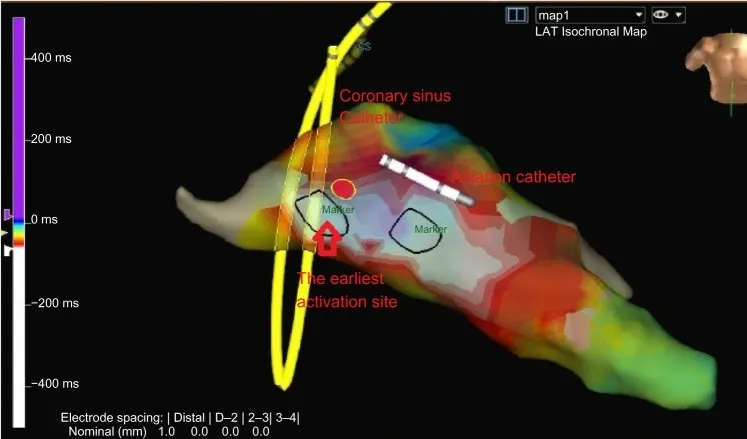 map1
LAT Isochronal Map
400 ms
200 ms
0 ms
−200 ms
−400 ms
SS
Coronary sinus
Catheter
Ablation catheter
Marker
Marker
The earliest
activation site
Electrode spacing: | Distal | D–2 | 2–3| 3–4|
Nominal (mm) 1.0 0.0 0.0 0.0